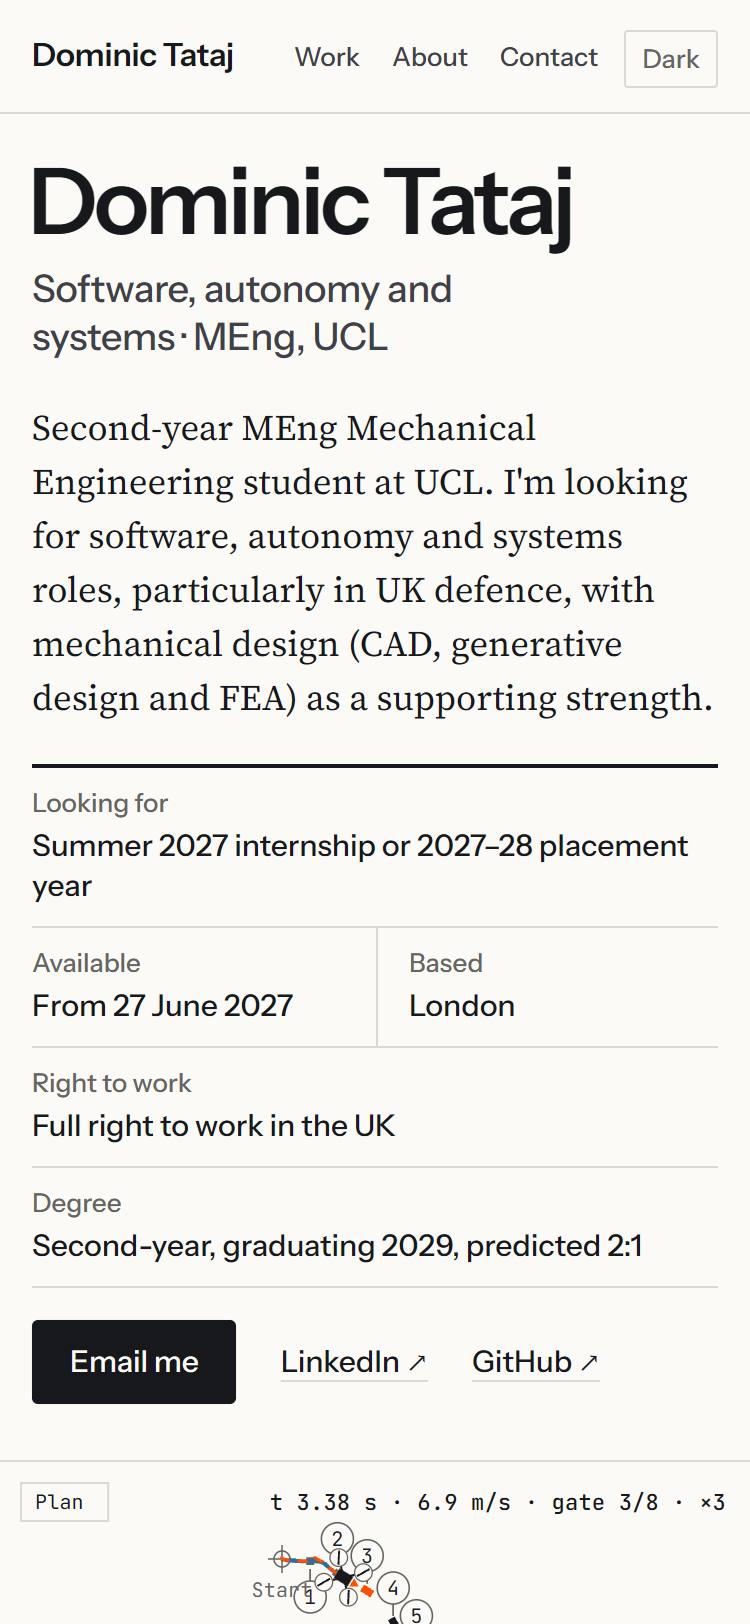 Dominic Tataj
Work About Contact Dark
Dominic Tataj
Software, autonomy and
systems · MEng, UCL
Second-year MEng Mechanical
Engineering student at UCL. I'm looking
for software, autonomy and systems
roles, particularly in UK defence, with
mechanical design (CAD, generative
design and FEA) as a supporting strength.
Looking for
Summer 2027 internship or 2027–28 placement
year
Available
From 27 June 2027
Based
London
Right to work
Full right to work in the UK
Degree
Second-year, graduating 2029, predicted 2:1
Email me LinkedIn ↗ GitHub ↗
Plan
t 3.38 s · 6.9 m/s · gate 3/8 · ×3
2
3
Start
1
4
5